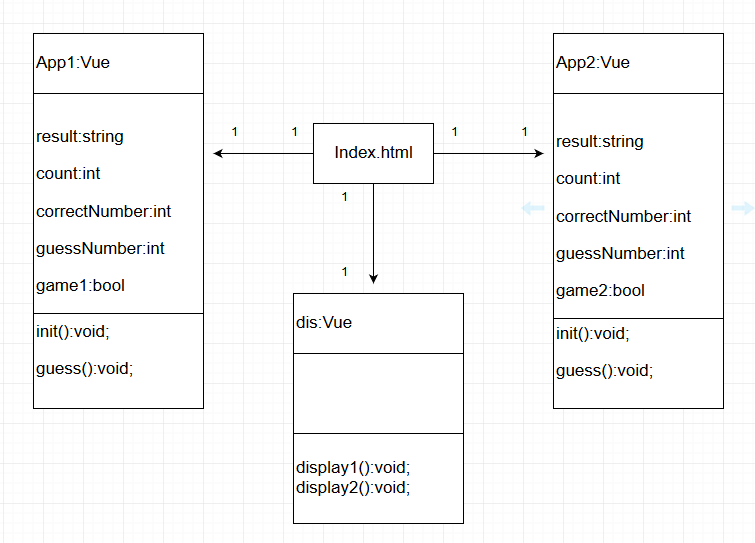 App1:Vue
result:string
count:int
correctNumber:int
guessNumber:int
game1:bool
init():void;
guess():void;
1
1
Index.html
1
1
1
1
dis:Vue
display1():void;
display2():void;
App2:Vue
result:string
count:int
correctNumber:int
guessNumber:int
game2:bool
init():void;
guess():void;